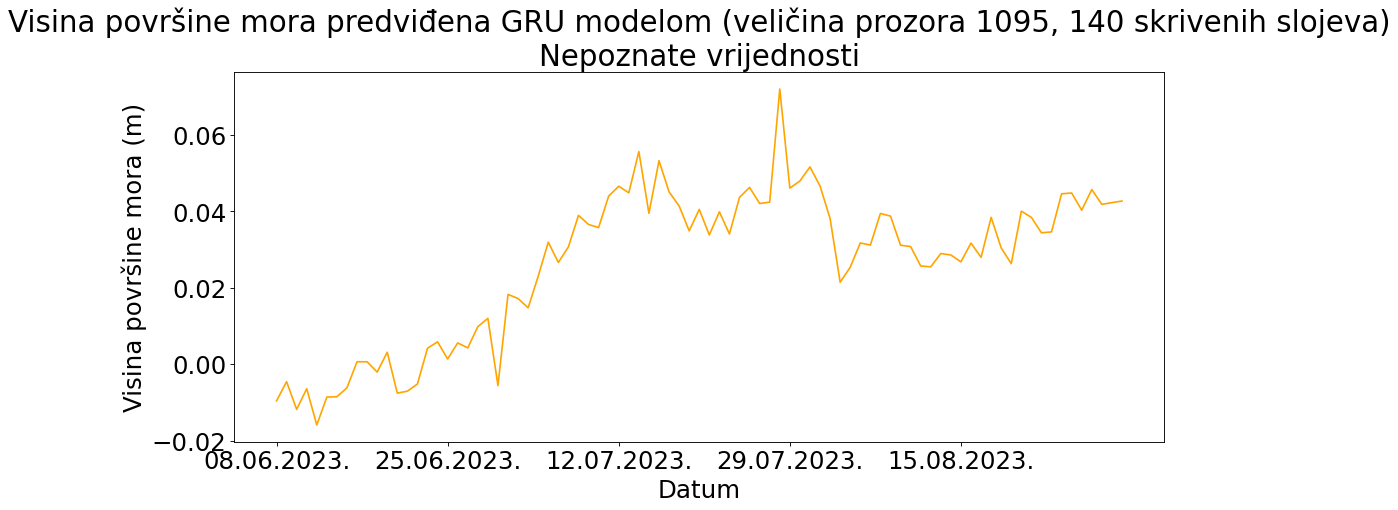 Visina površine mora predviđena GRU modelom (veličina prozora 1095, 140 skrivenih slojeva)
Nepoznate vrijednosti
Visina površine mora (m)
0.06
0.04
0.02
0.00
−0.02
08.06.2023.
25.06.2023.
12.07.2023.
29.07.2023.
15.08.2023.
Datum